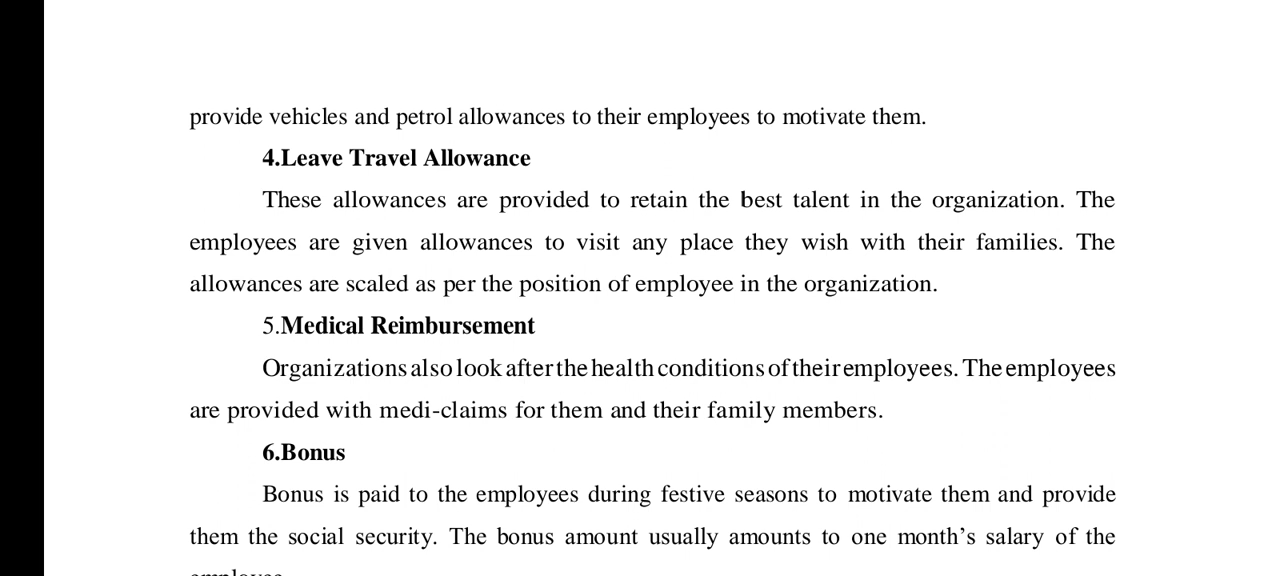 provide vehicles and petrol allowances to their employees to motivate them.
4.Leave Travel Allowance
These allowances are provided to retain the best talent in the organization. The
employees are given allowances to visit any place they wish with their families. The
allowances are scaled as per the position of employee in the organization.
5.Medical Reimbursement
Organizations also look after the health conditions of their employees. The employees
are provided with medi-claims for them and their family members.
6.Bonus
Bonus is paid to the employees during festive seasons to motivate them and provide
them the social security. The bonus amount usually amounts to one month’s salary of the